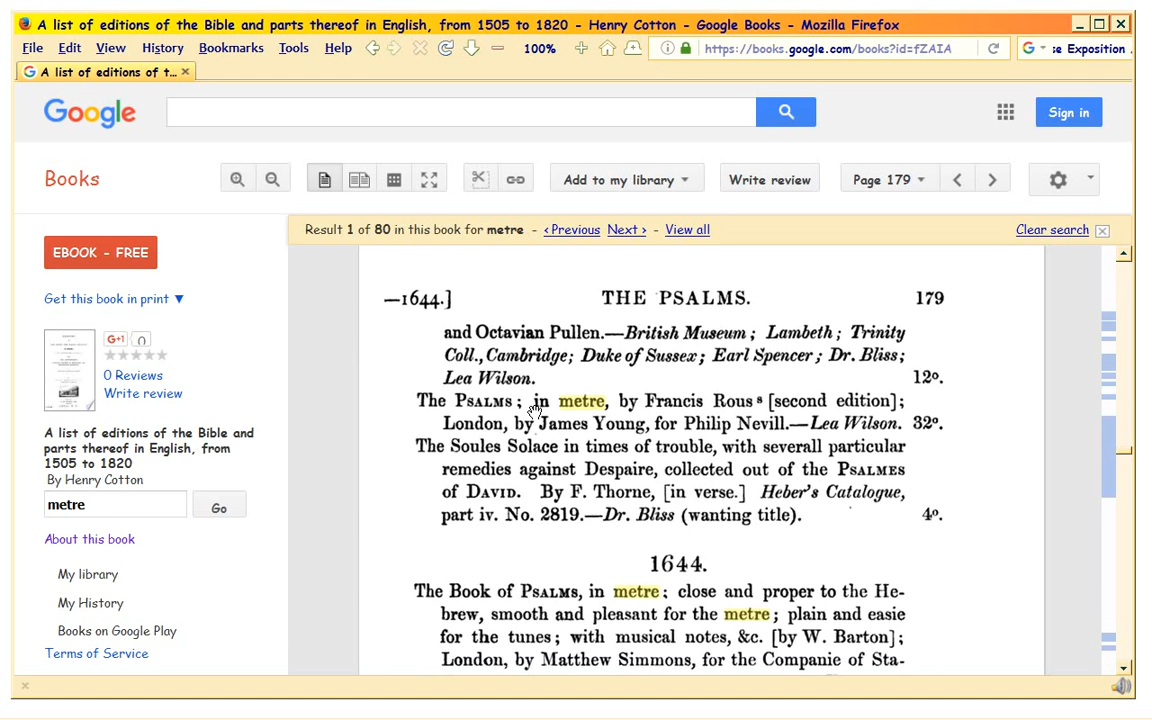 A list of editions of the Bible and parts thereof in English, from 1505 to 1820 - Henry Cotton - Google Books - Mozilla Firefox
File Edit View History Bookmarks Tools Help 100% https://books.google.com/books?id=fZAIA G :e Exposition .
G A list of editions of t... ×
Google
Sign in
Books
Add to my library
Write review
Page 179
Result 1 of 80 in this book for metre - ‹ Previous Next › - View all
Clear search
EBOOK - FREE
Get this book in print ▼
G+1 0
0 Reviews
Write review
A list of editions of the Bible and
parts thereof in English, from
1505 to 1820
By Henry Cotton
metre Go
About this book
My library
My History
Books on Google Play
Terms of Service
—1644.] THE PSALMS. 179
and Octavian Pullen.—British Museum; Lambeth; Trinity
Coll., Cambridge; Duke of Sussex; Earl Spencer; Dr. Bliss;
Lea Wilson. 12º.
The PSALMS; in metre, by Francis Rous s [second edition];
London, by James Young, for Philip Nevill.—Lea Wilson. 32º.
The Soules Solace in times of trouble, with severall particular
remedies against Despaire, collected out of the PSALMES
of DAVID. By F. Thorne, [in verse.] Heber's Catalogue,
part iv. No. 2819.—Dr. Bliss (wanting title). 4º.
1644.
The Book of PSALMS, in metre; close and proper to the He-
brew, smooth and pleasant for the metre; plain and easie
for the tunes; with musical notes, &c. [by W. Barton];
London, by Matthew Simmons, for the Companie of Sta-